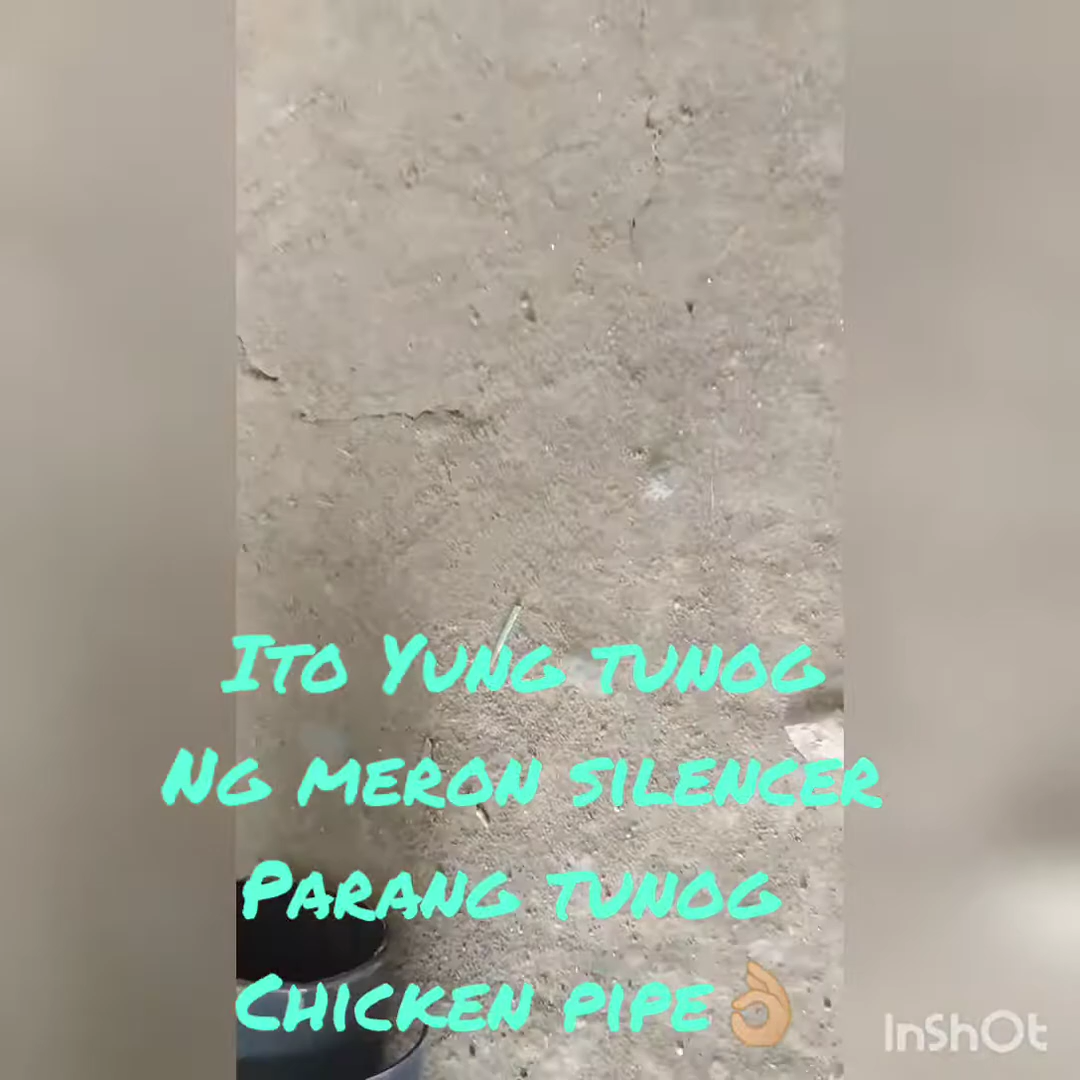 Ito Yung tunog
Ng meron silencer
Parang tunog
Chicken pipe👌🏽
InShOt